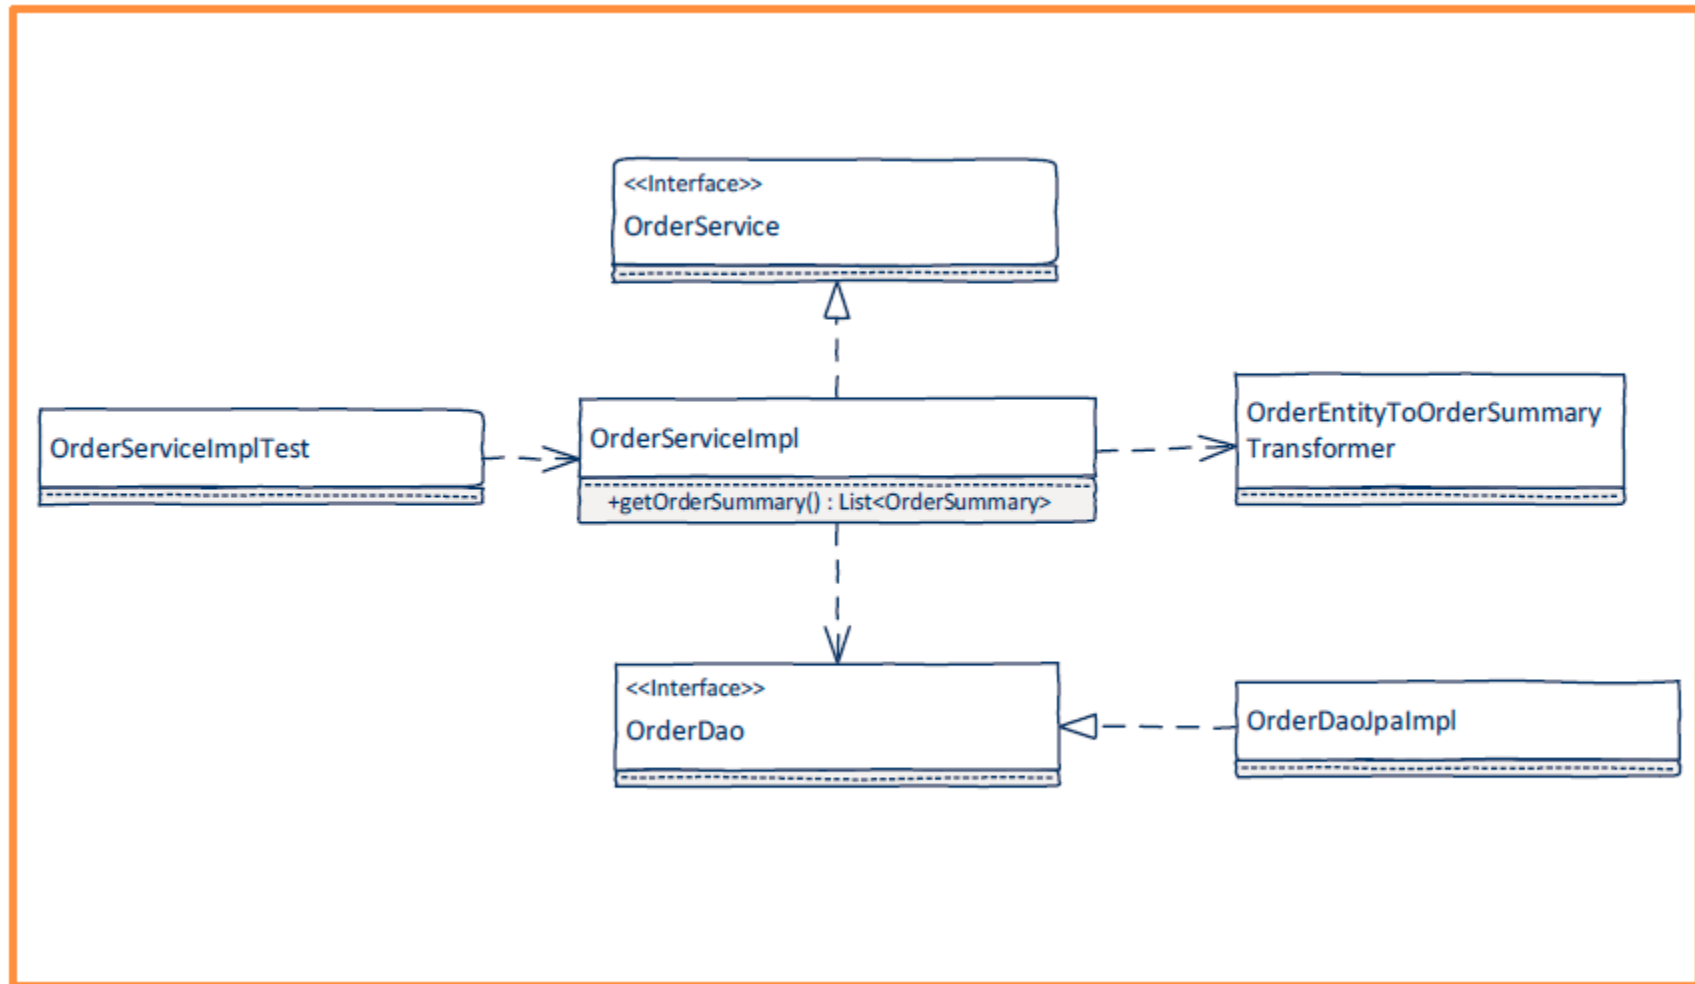 <<Interface>>
OrderService
OrderServiceImplTest
OrderServiceImpl
+getOrderSummary() : List<OrderSummary>
OrderEntityToOrderSummary
Transformer
<<Interface>>
OrderDao
OrderDaoJpaImpl